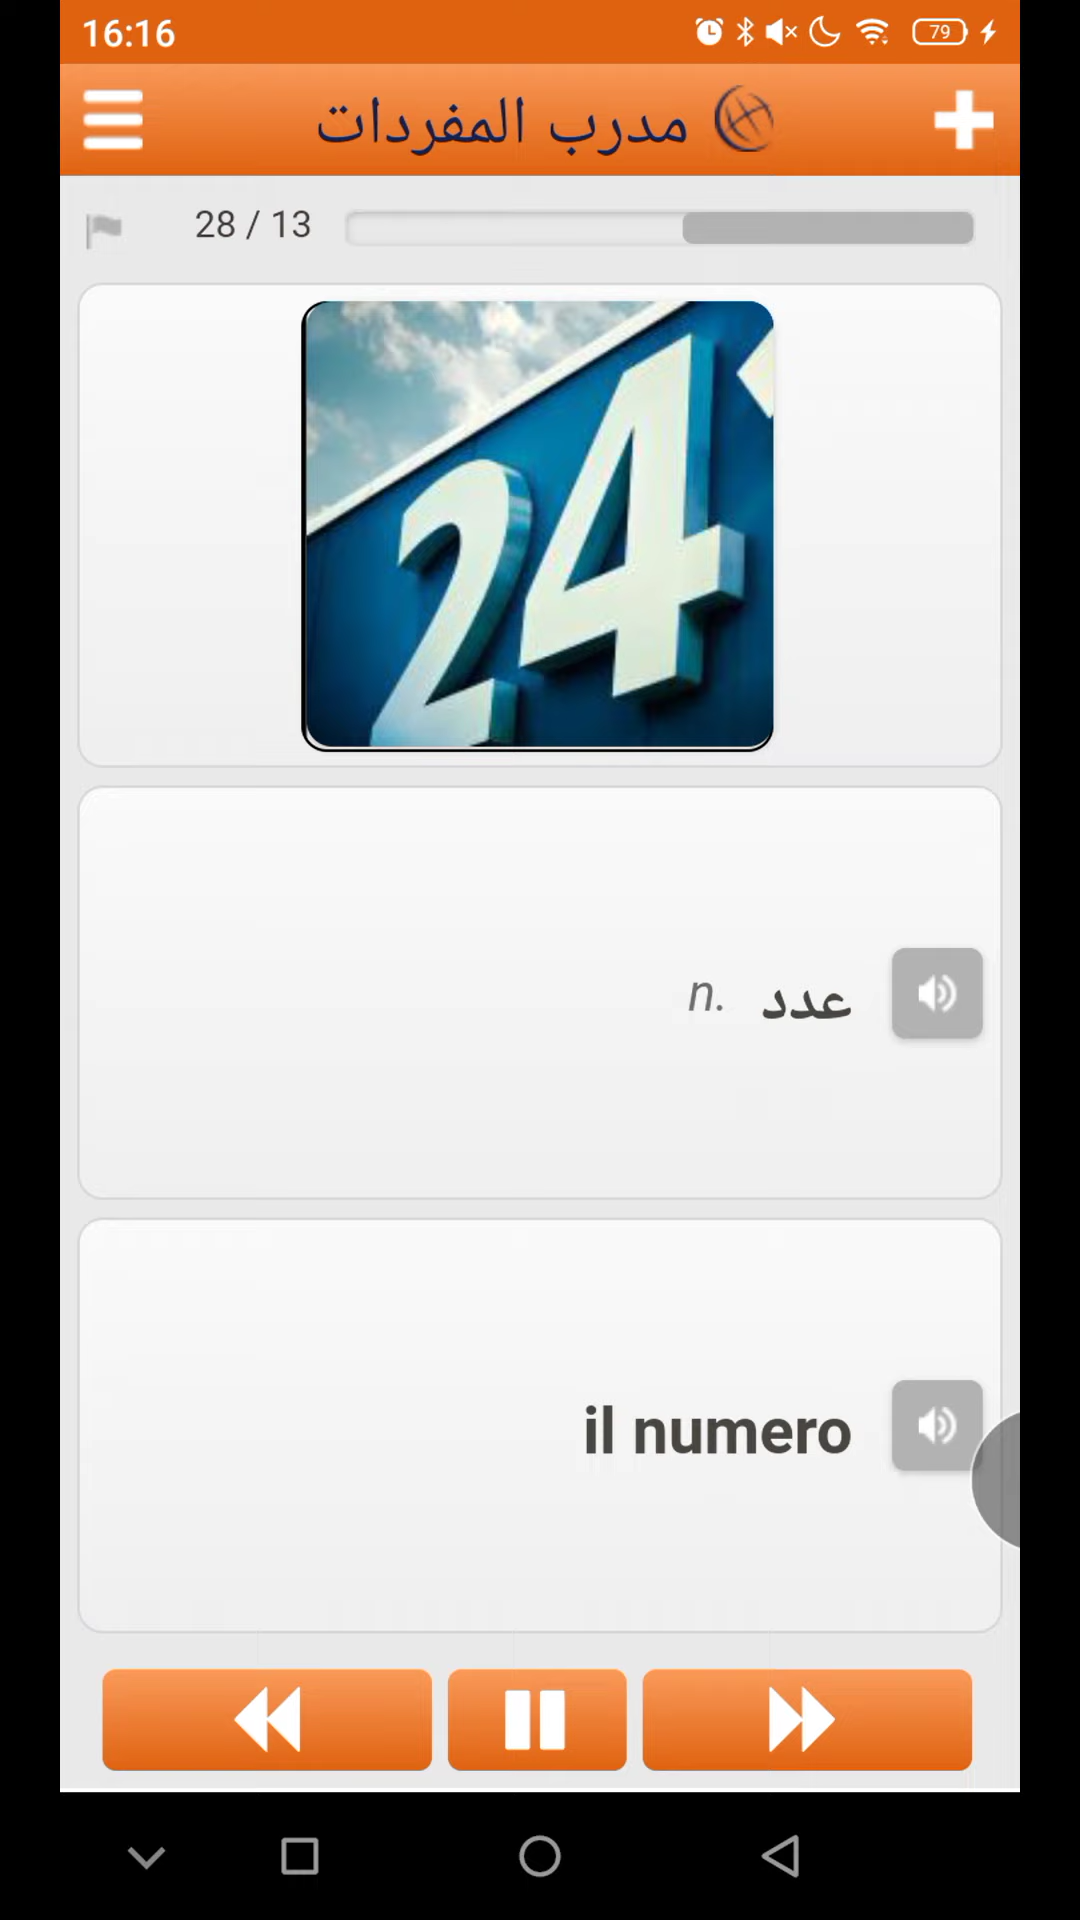 16:16
79
مدرب المفردات
28 / 13
24
عدد n.
il numero